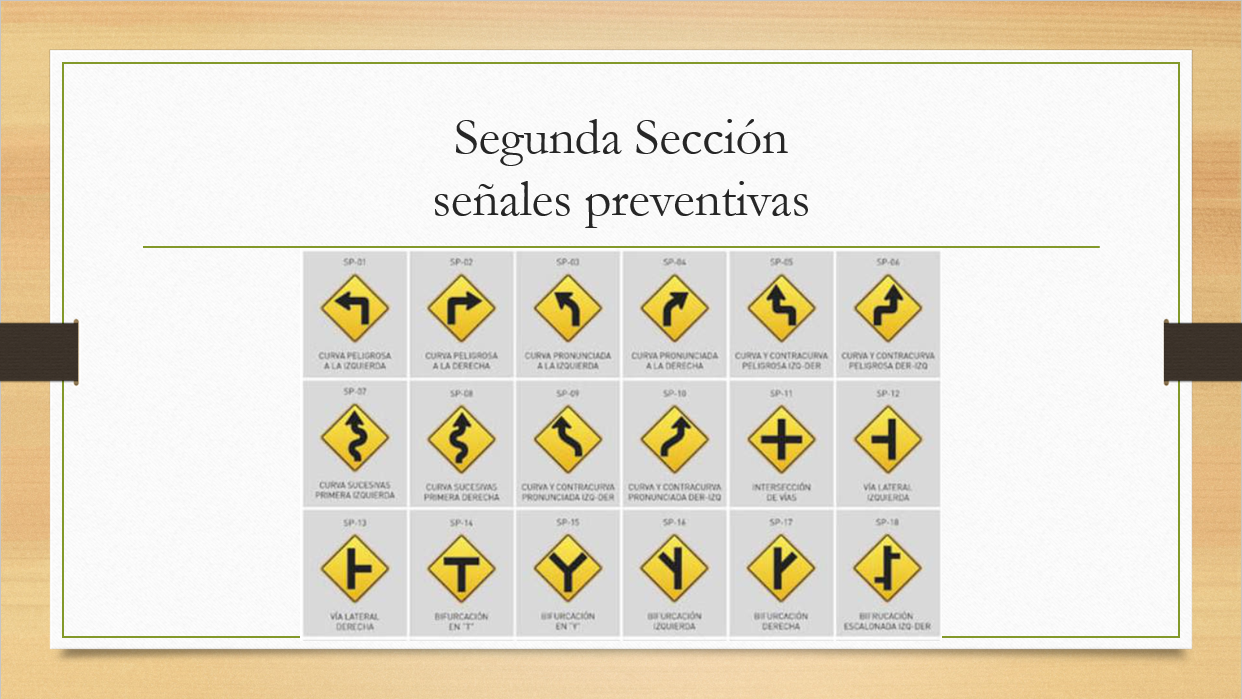 Segunda Sección
señales preventivas
SP-01
SP-02
SP-03
SP-04
SP-05
SP-06
CURVA PELIGROSA
A LA IZQUIERDA
CURVA PELIGROSA
A LA DERECHA
CURVA PRONUNCIADA
A LA IZQUIERDA
CURVA PRONUNCIADA
A LA DERECHA
CURVA Y CONTRACURVA
PELIGROSA IZQ-DER
CURVA Y CONTRACURVA
PELIGROSA DER-IZQ
SP-07
SP-08
SP-09
SP-10
SP-11
SP-12
CURVA SUCESIVAS
PRIMERA IZQUIERDA
CURVA SUCESIVAS
PRIMERA DERECHA
CURVA Y CONTRACURVA
PRONUNCIADA IZQ-DER
CURVA Y CONTRACURVA
PRONUNCIADA DER-IZQ
INTERSECCIÓN
DE VÍAS
VÍA LATERAL
IZQUIERDA
SP-13
SP-14
SP-15
SP-16
SP-17
SP-18
VÍA LATERAL
DERECHA
BIFURCACIÓN
EN "T"
BIFURCACIÓN
EN "Y"
BIFURCACIÓN
IZQUIERDA
BIFURCACIÓN
DERECHA
BIFRUCACIÓN
ESCALONADA IZQ-DER